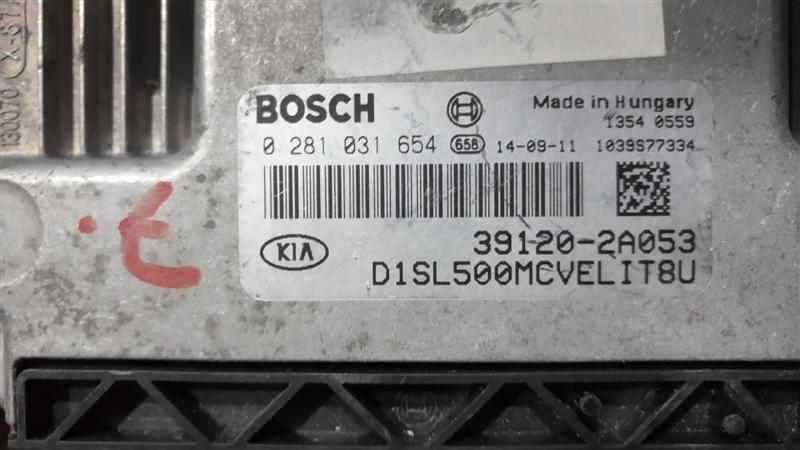 BOSCH Made in Hungary
1354 0559
0 281 031 654 658 14-09-11 1039S77334
KIA 39120-2A053
D1SL500MCVELIT8U
130070